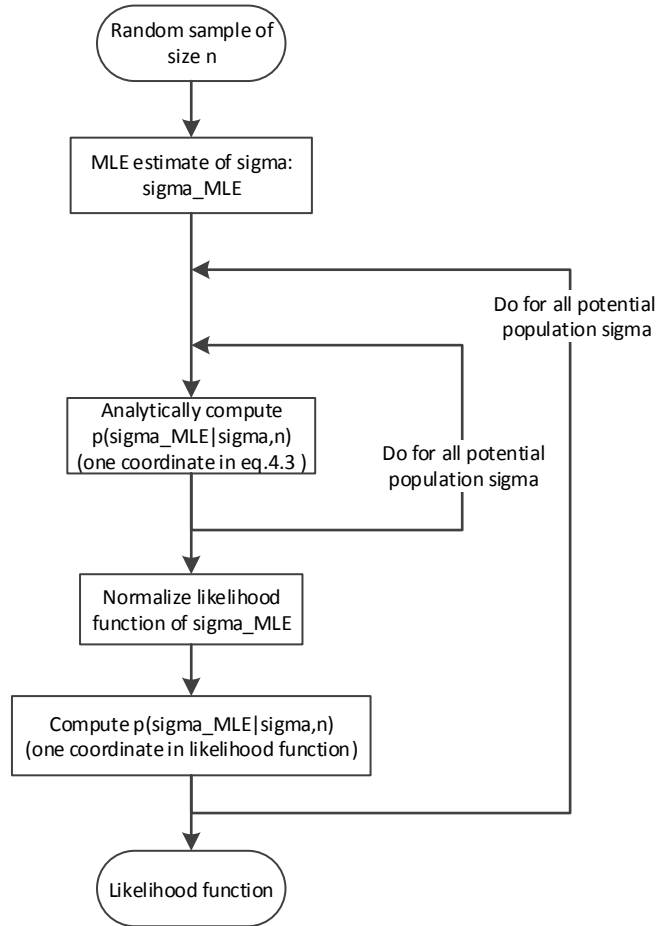 Random sample of
size n
MLE estimate of sigma:
sigma_MLE
Do for all potential
population sigma
Analytically compute
p(sigma_MLE|sigma,n)
(one coordinate in eq.4.3 )
Do for all potential
population sigma
Normalize likelihood
function of sigma_MLE
Compute p(sigma_MLE|sigma,n)
(one coordinate in likelihood function)
Likelihood function